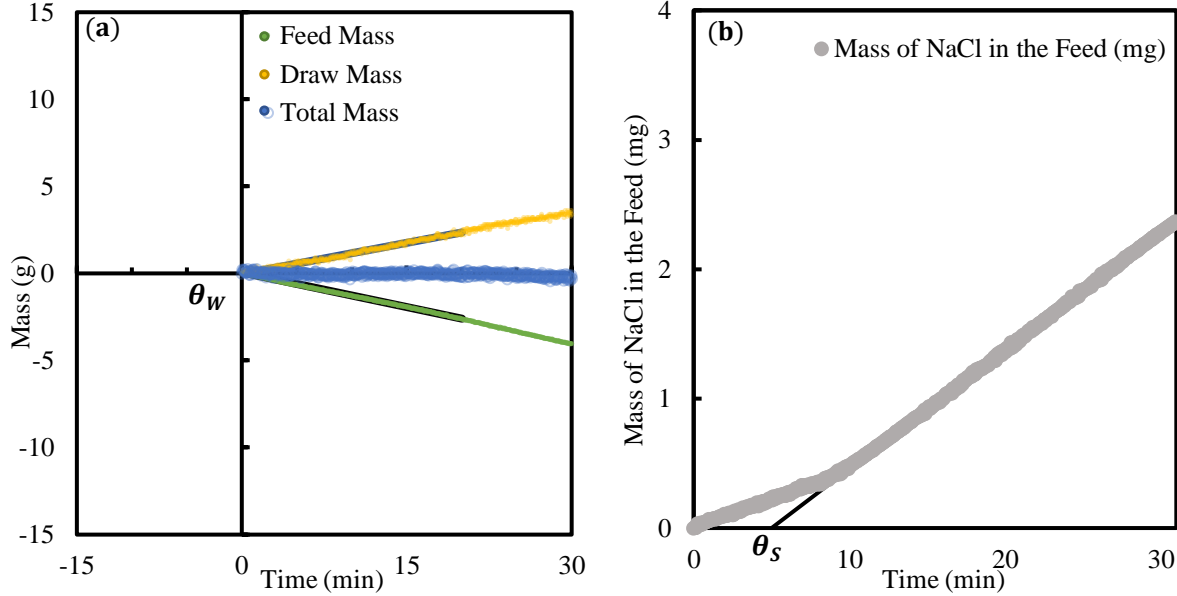 (a)
Feed Mass
Draw Mass
Total Mass
15
10
5
0
-5
-10
-15
Mass (g)
θW
-15
0
15
30
Time (min)
(b)
Mass of NaCl in the Feed (mg)
4
3
2
1
0
Mass of NaCl in the Feed (mg)
θS
0
10
20
30
Time (min)